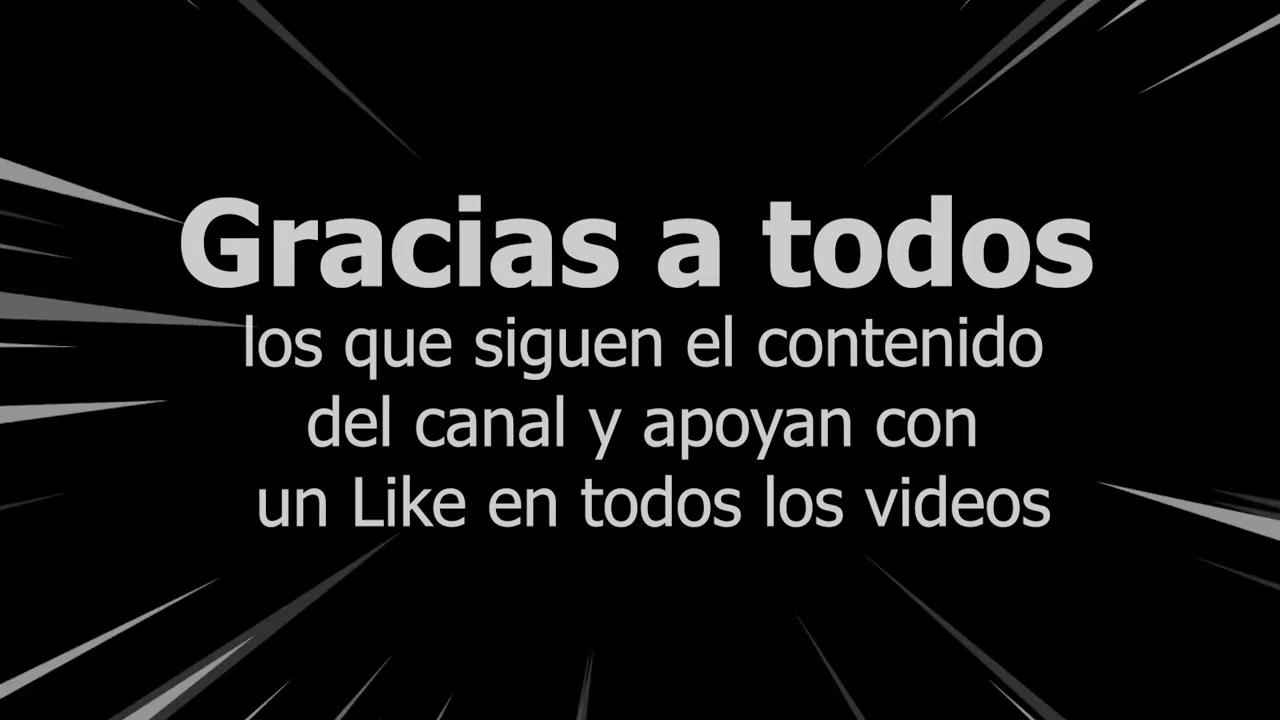 Gracias a todos
los que siguen el contenido
del canal y apoyan con
un Like en todos los videos